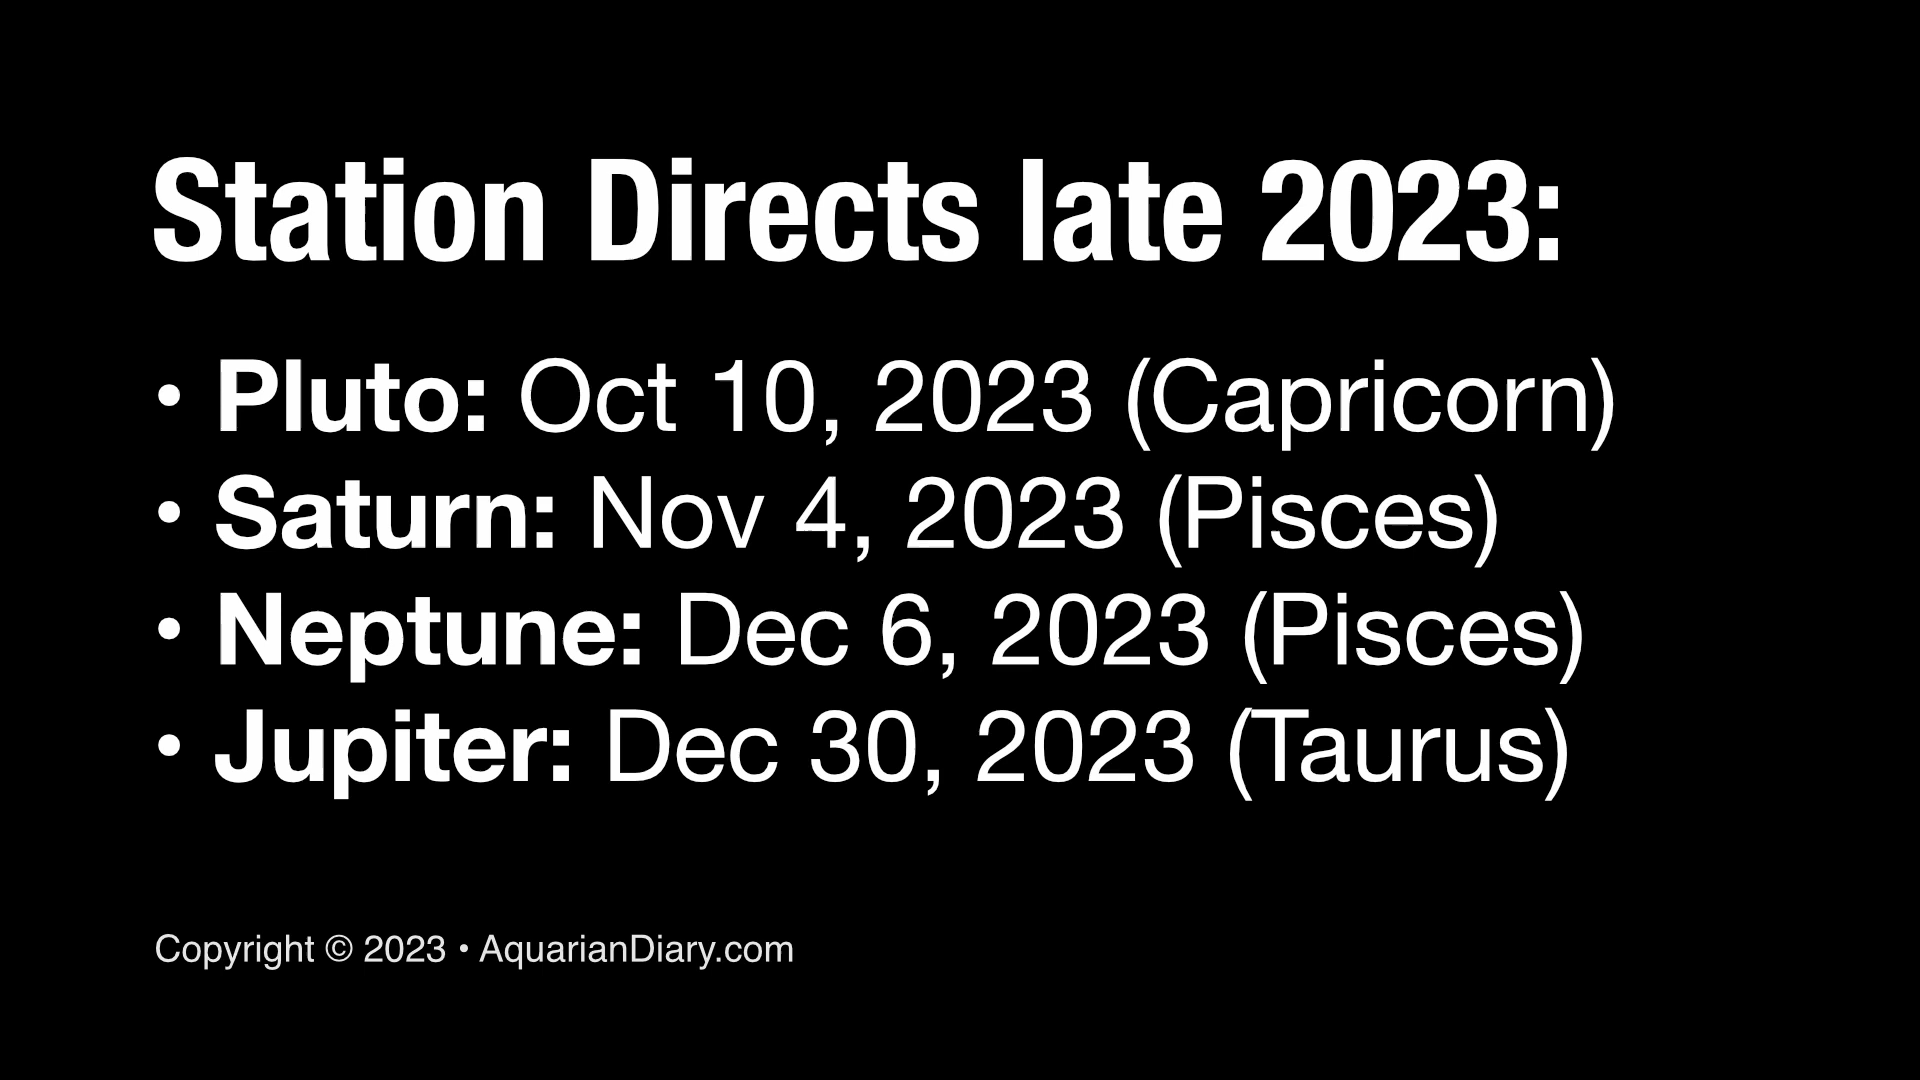 Station Directs late 2023:
• Pluto: Oct 10, 2023 (Capricorn)
• Saturn: Nov 4, 2023 (Pisces)
• Neptune: Dec 6, 2023 (Pisces)
• Jupiter: Dec 30, 2023 (Taurus)
Copyright © 2023 • AquarianDiary.com